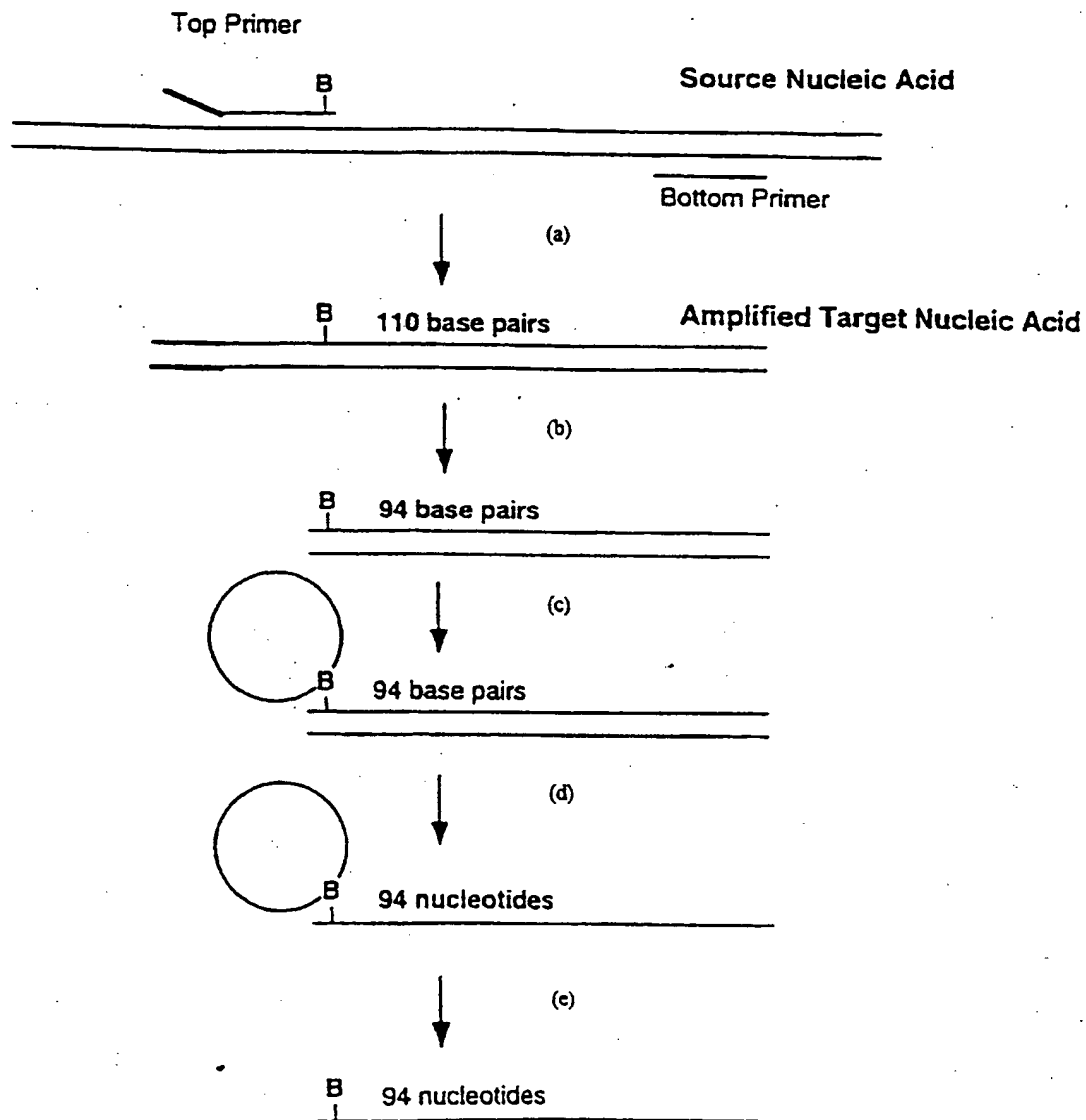 Top Primer
B
Source Nucleic Acid
Bottom Primer
(a)
B
110 base pairs
Amplified Target Nucleic Acid
(b)
B
94 base pairs
(c)
B
94 base pairs
(d)
B
94 nucleotides
(e)
B
94 nucleotides